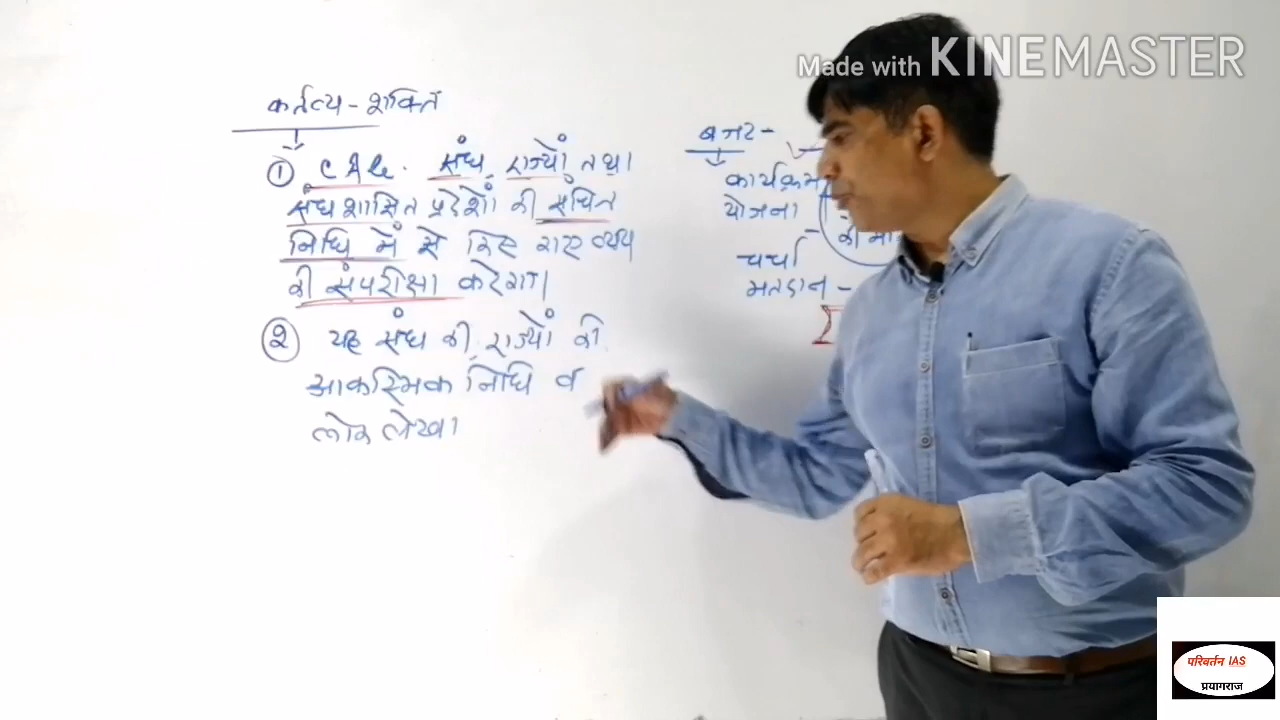 Made with KINEMASTER
कर्तव्य - शक्ति
① CAG. संघ, राज्यों तथा
संघ शासित प्रदेशों की संचित
निधि में से किए गए व्यय
की संपरीक्षा करेगा।
② यह संघ की, राज्यों की
आकस्मिक निधि व
लोक लेखा
बजट -
कार्यक्रम
योजना
चर्चा
मतदान -
परिवर्तन IAS
प्रयागराज